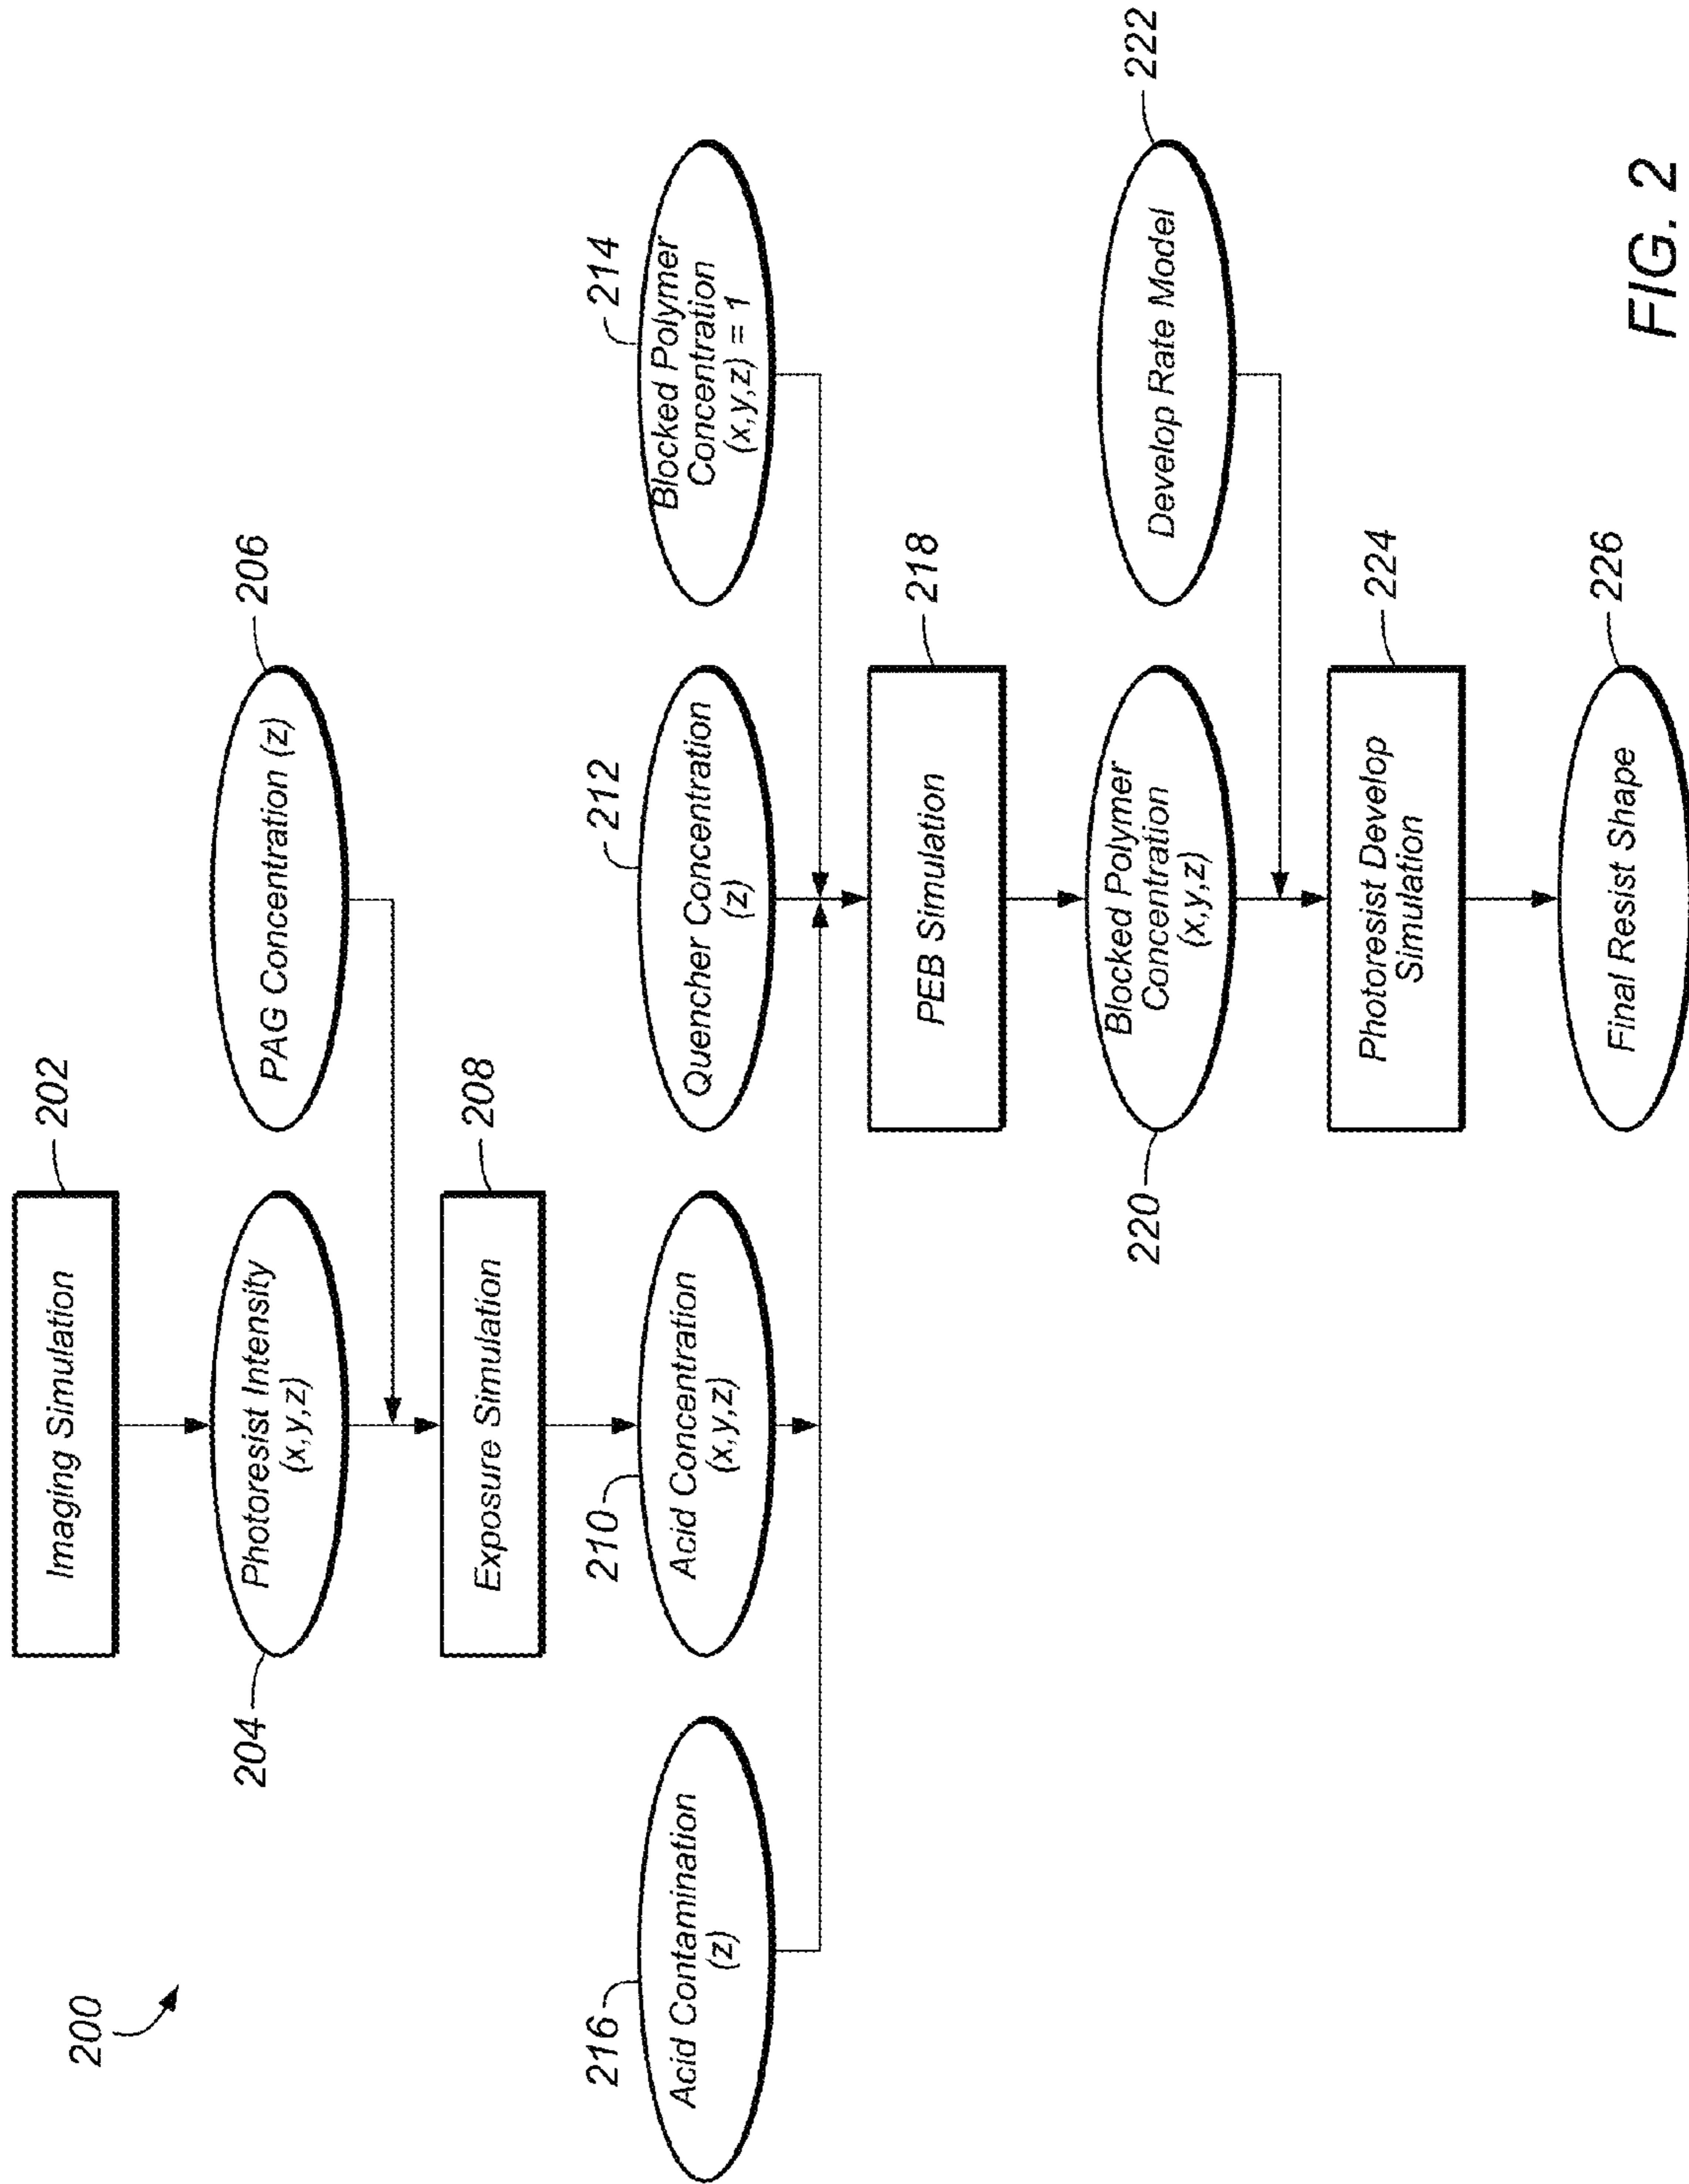 200
Imaging Simulation
202
Photoresist Intensity
(x,y,z)
204
PAG Concentration (z)
206
Exposure Simulation
208
216
Acid Contamination
(z)
210
Acid Concentration
(x,y,z)
212
Quencher Concentration
(z)
214
Blocked Polymer
Concentration
(x,y,z) = 1
PEB Simulation
218
220
Blocked Polymer
Concentration
(x,y,z)
Develop Rate Model
222
Photoresist Develop
Simulation
224
Final Resist Shape
226
FIG. 2